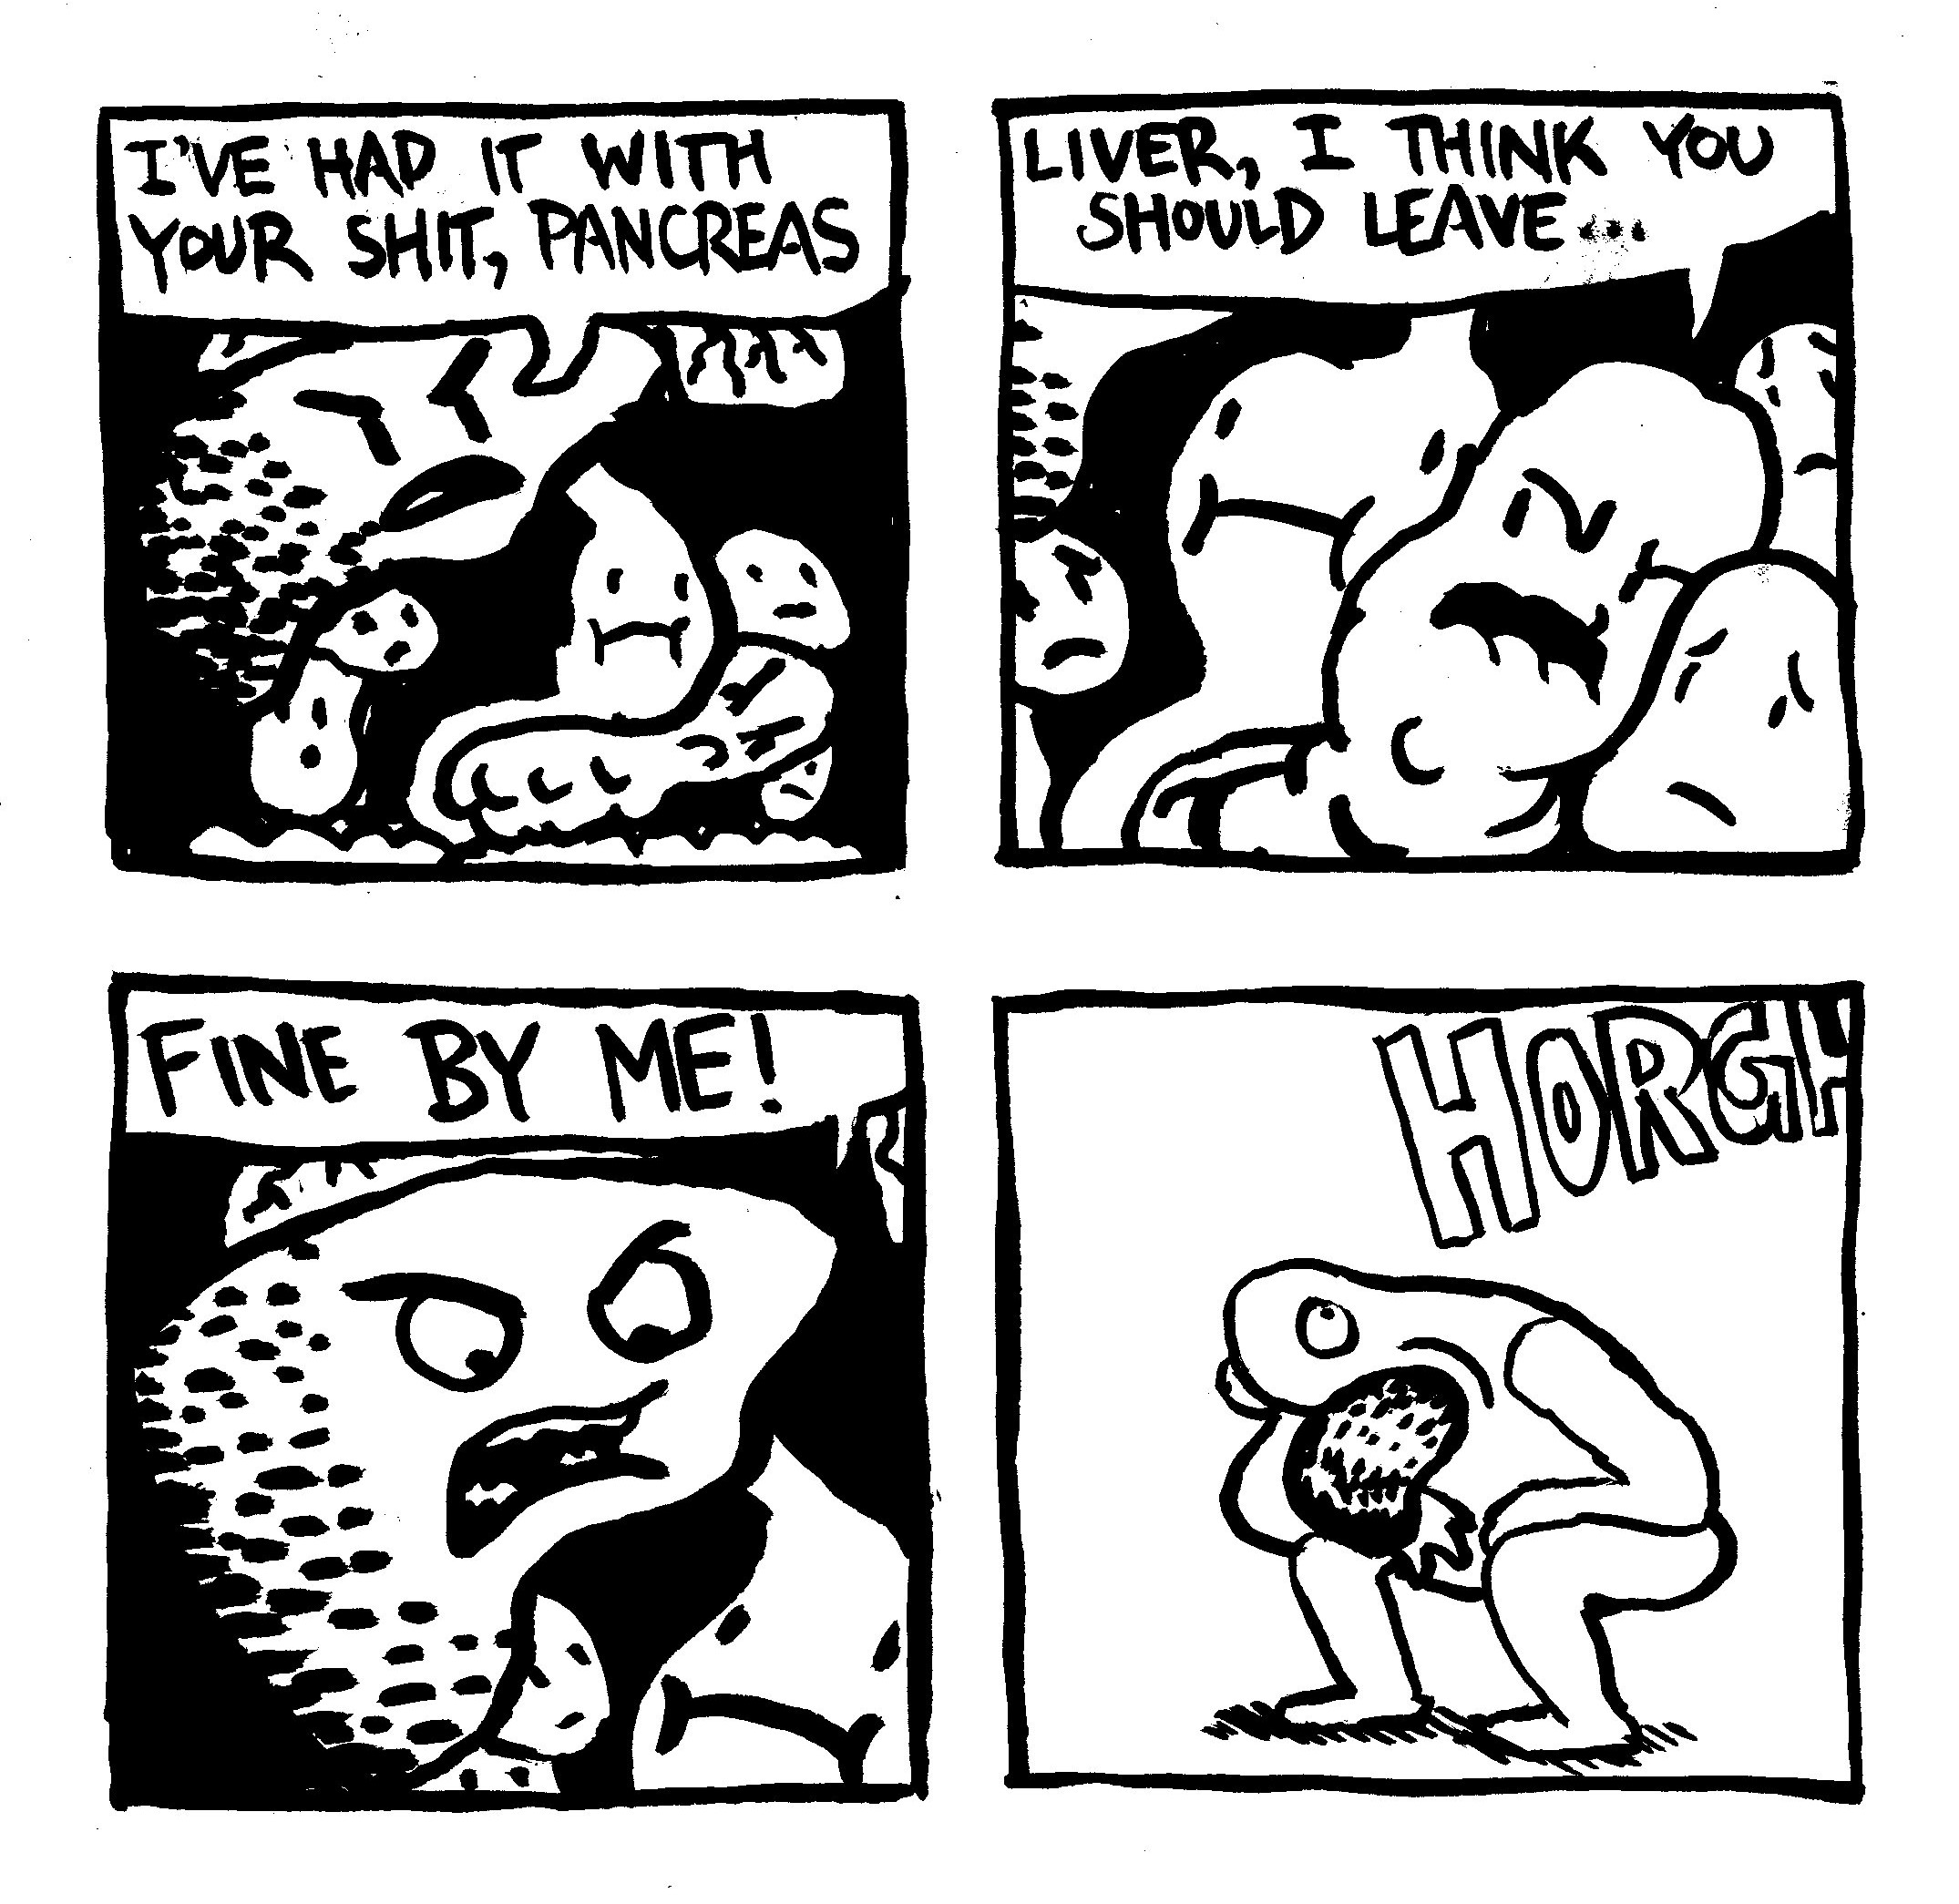 I'VE HAD IT WITH
YOUR SHIT, PANCREAS
LIVER, I THINK YOU
SHOULD LEAVE...
FINE BY ME!
HORGH